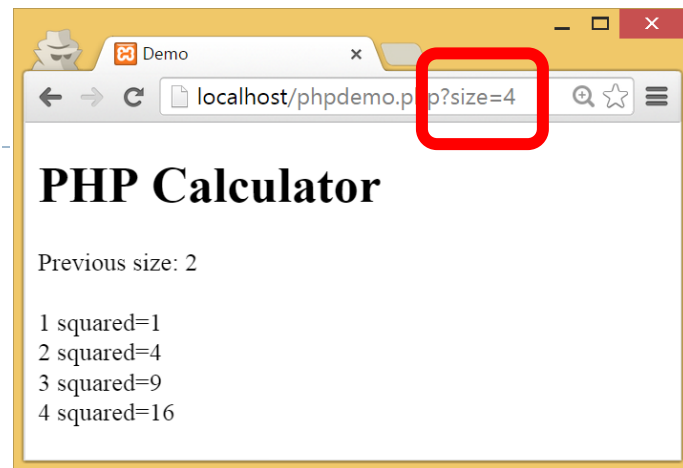 Demo
localhost/phpdemo.php?size=4
PHP Calculator
Previous size: 2
1 squared=1
2 squared=4
3 squared=9
4 squared=16